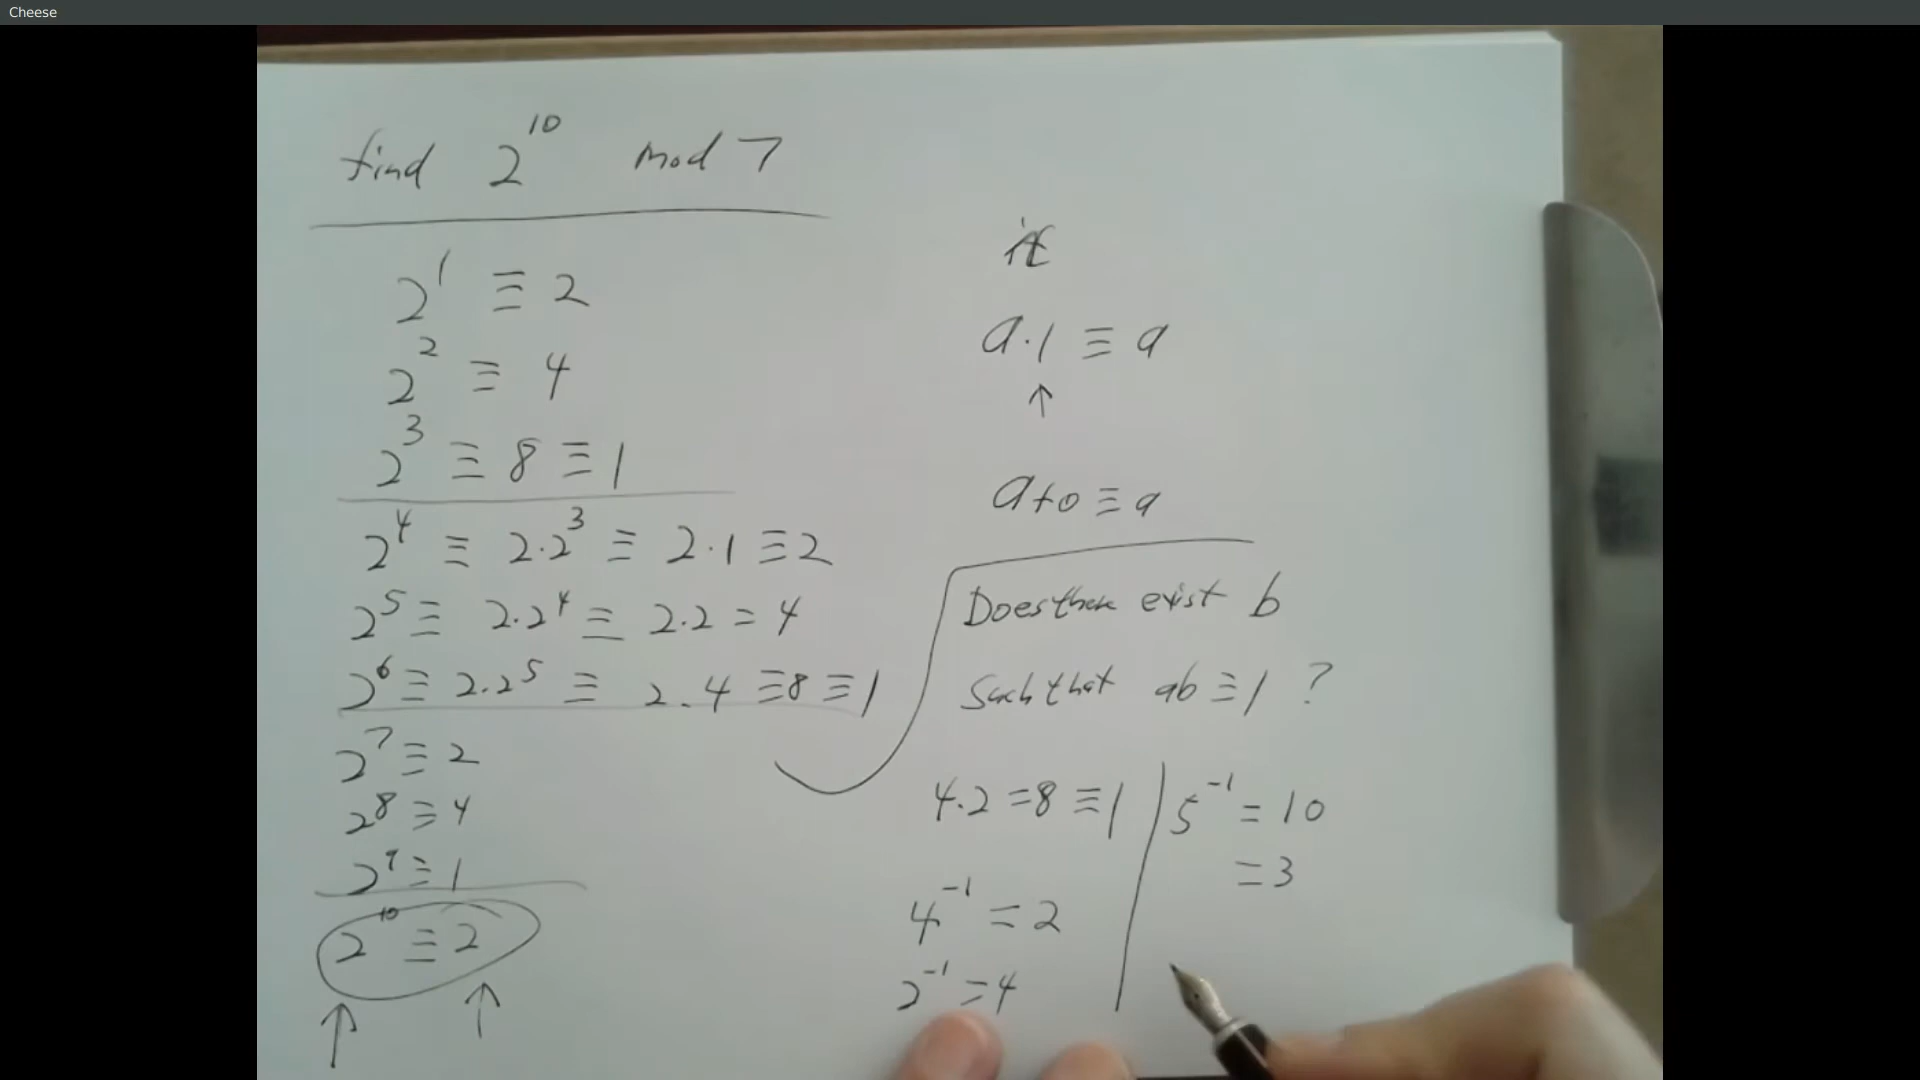 Cheese
find 2^10 mod 7
2^1 ≡ 2
2^2 ≡ 4
2^3 ≡ 8 ≡ 1
2^4 ≡ 2·2^3 ≡ 2·1 ≡ 2
2^5 ≡ 2·2^4 ≡ 2·2 = 4
2^6 ≡ 2·2^5 ≡ 2·4 ≡ 8 ≡ 1
2^7 ≡ 2
2^8 ≡ 4
2^9 ≡ 1
2^10 ≡ 2
↑ ↑
a·1 ≡ a
↑
a+0 ≡ a
Does there exist b
Such that ab ≡ 1 ?
4·2 = 8 ≡ 1
4^-1 = 2
2^-1 = 4
5^-1 = 10
= 3